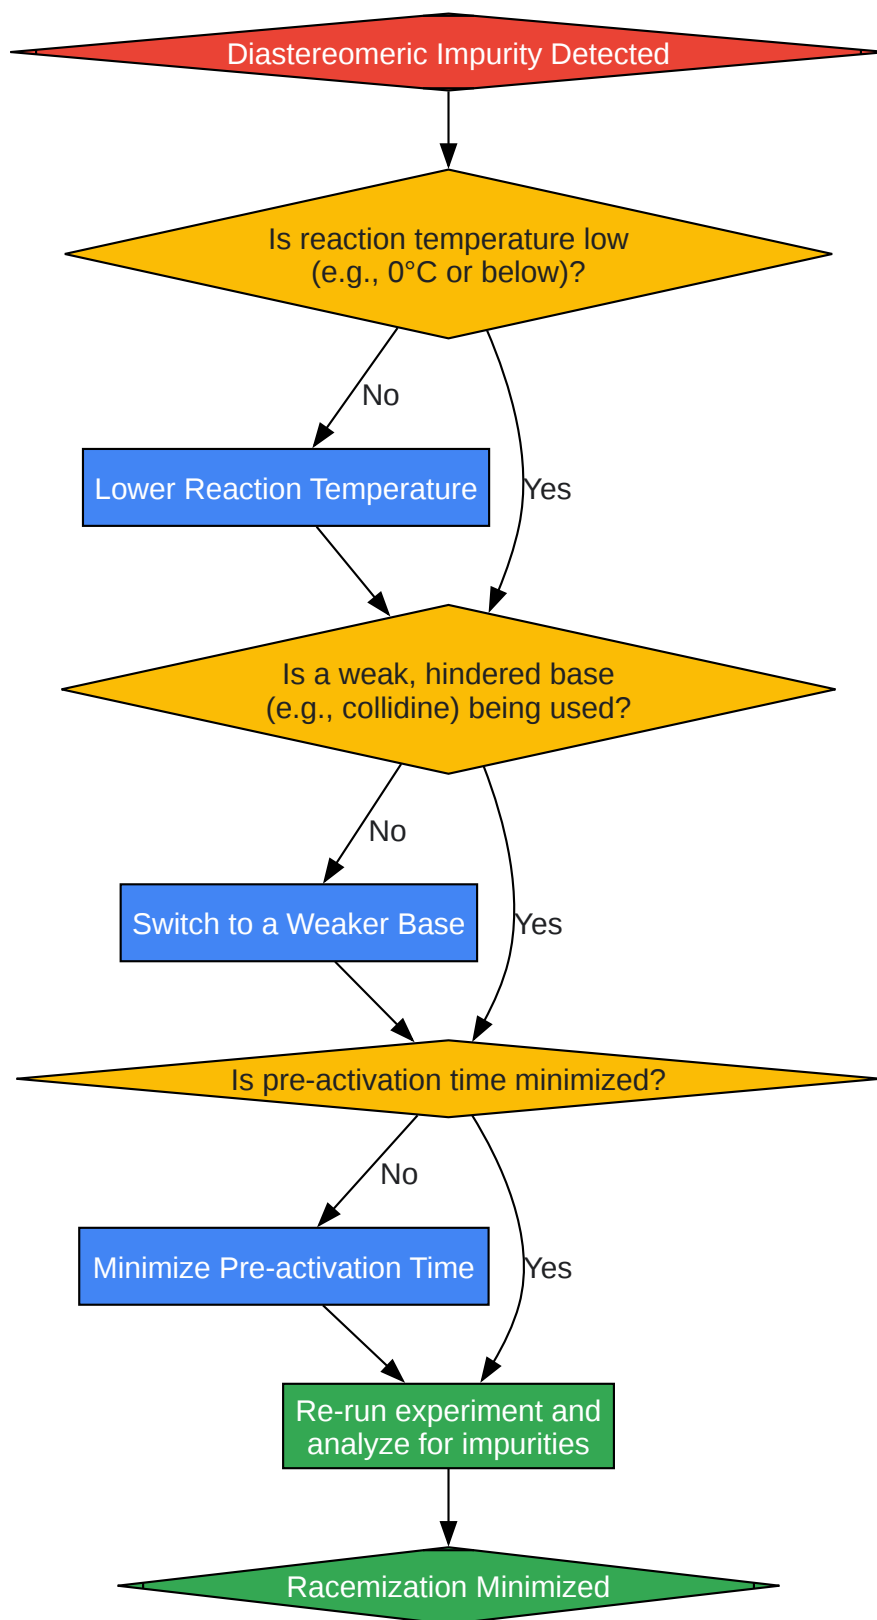 Diastereomeric Impurity Detected
Is reaction temperature low
(e.g., 0°C or below)?
No
Lower Reaction Temperature
Yes
Is a weak, hindered base
(e.g., collidine) being used?
No
Switch to a Weaker Base
Yes
Is pre-activation time minimized?
No
Minimize Pre-activation Time
Yes
Re-run experiment and
analyze for impurities
Racemization Minimized